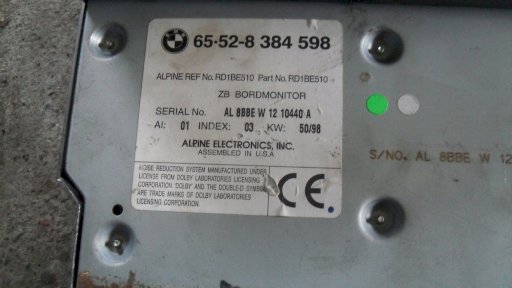 65-52-8 384 598
ALPINE REF No. RD1BE510 Part No. RD1BE510
ZB BORDMONITOR
SERIAL No. AL 8BBE W 12 10440 A
AI: 01 INDEX: 03 KW: 50/98
ALPINE ELECTRONICS, INC.
ASSEMBLED IN U.S.A
NOISE REDUCTION SYSTEM MANUFACTURED UNDER
LICENSE FROM DOLBY LABORATORIES LICENSING
CORPORATION. 'DOLBY' AND THE DOUBLE-D SYMBOL
ARE TRADE MARKS OF DOLBY LABORATORIES
LICENSING CORPORATION.
CE
S/NO. AL 8BBE W 12